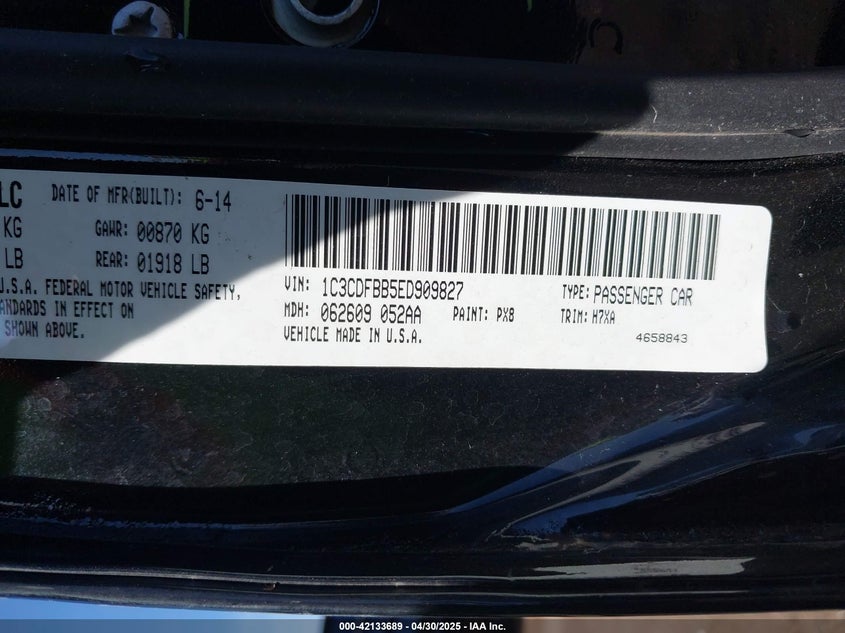 LC DATE OF MFR(BUILT): 6-14
KG GAWR: 00870 KG
LB REAR: 01918 LB
U.S.A. FEDERAL MOTOR VEHICLE SAFETY,
ANDARDS IN EFFECT ON
SHOWN ABOVE.
VIN: 1C3CDFBB5ED909827 TYPE: PASSENGER CAR
MDH: 062609 052AA PAINT: PX8 TRIM: H7XA
VEHICLE MADE IN U.S.A. 4658843
000-42133689 - 04/30/2025 - IAA Inc.